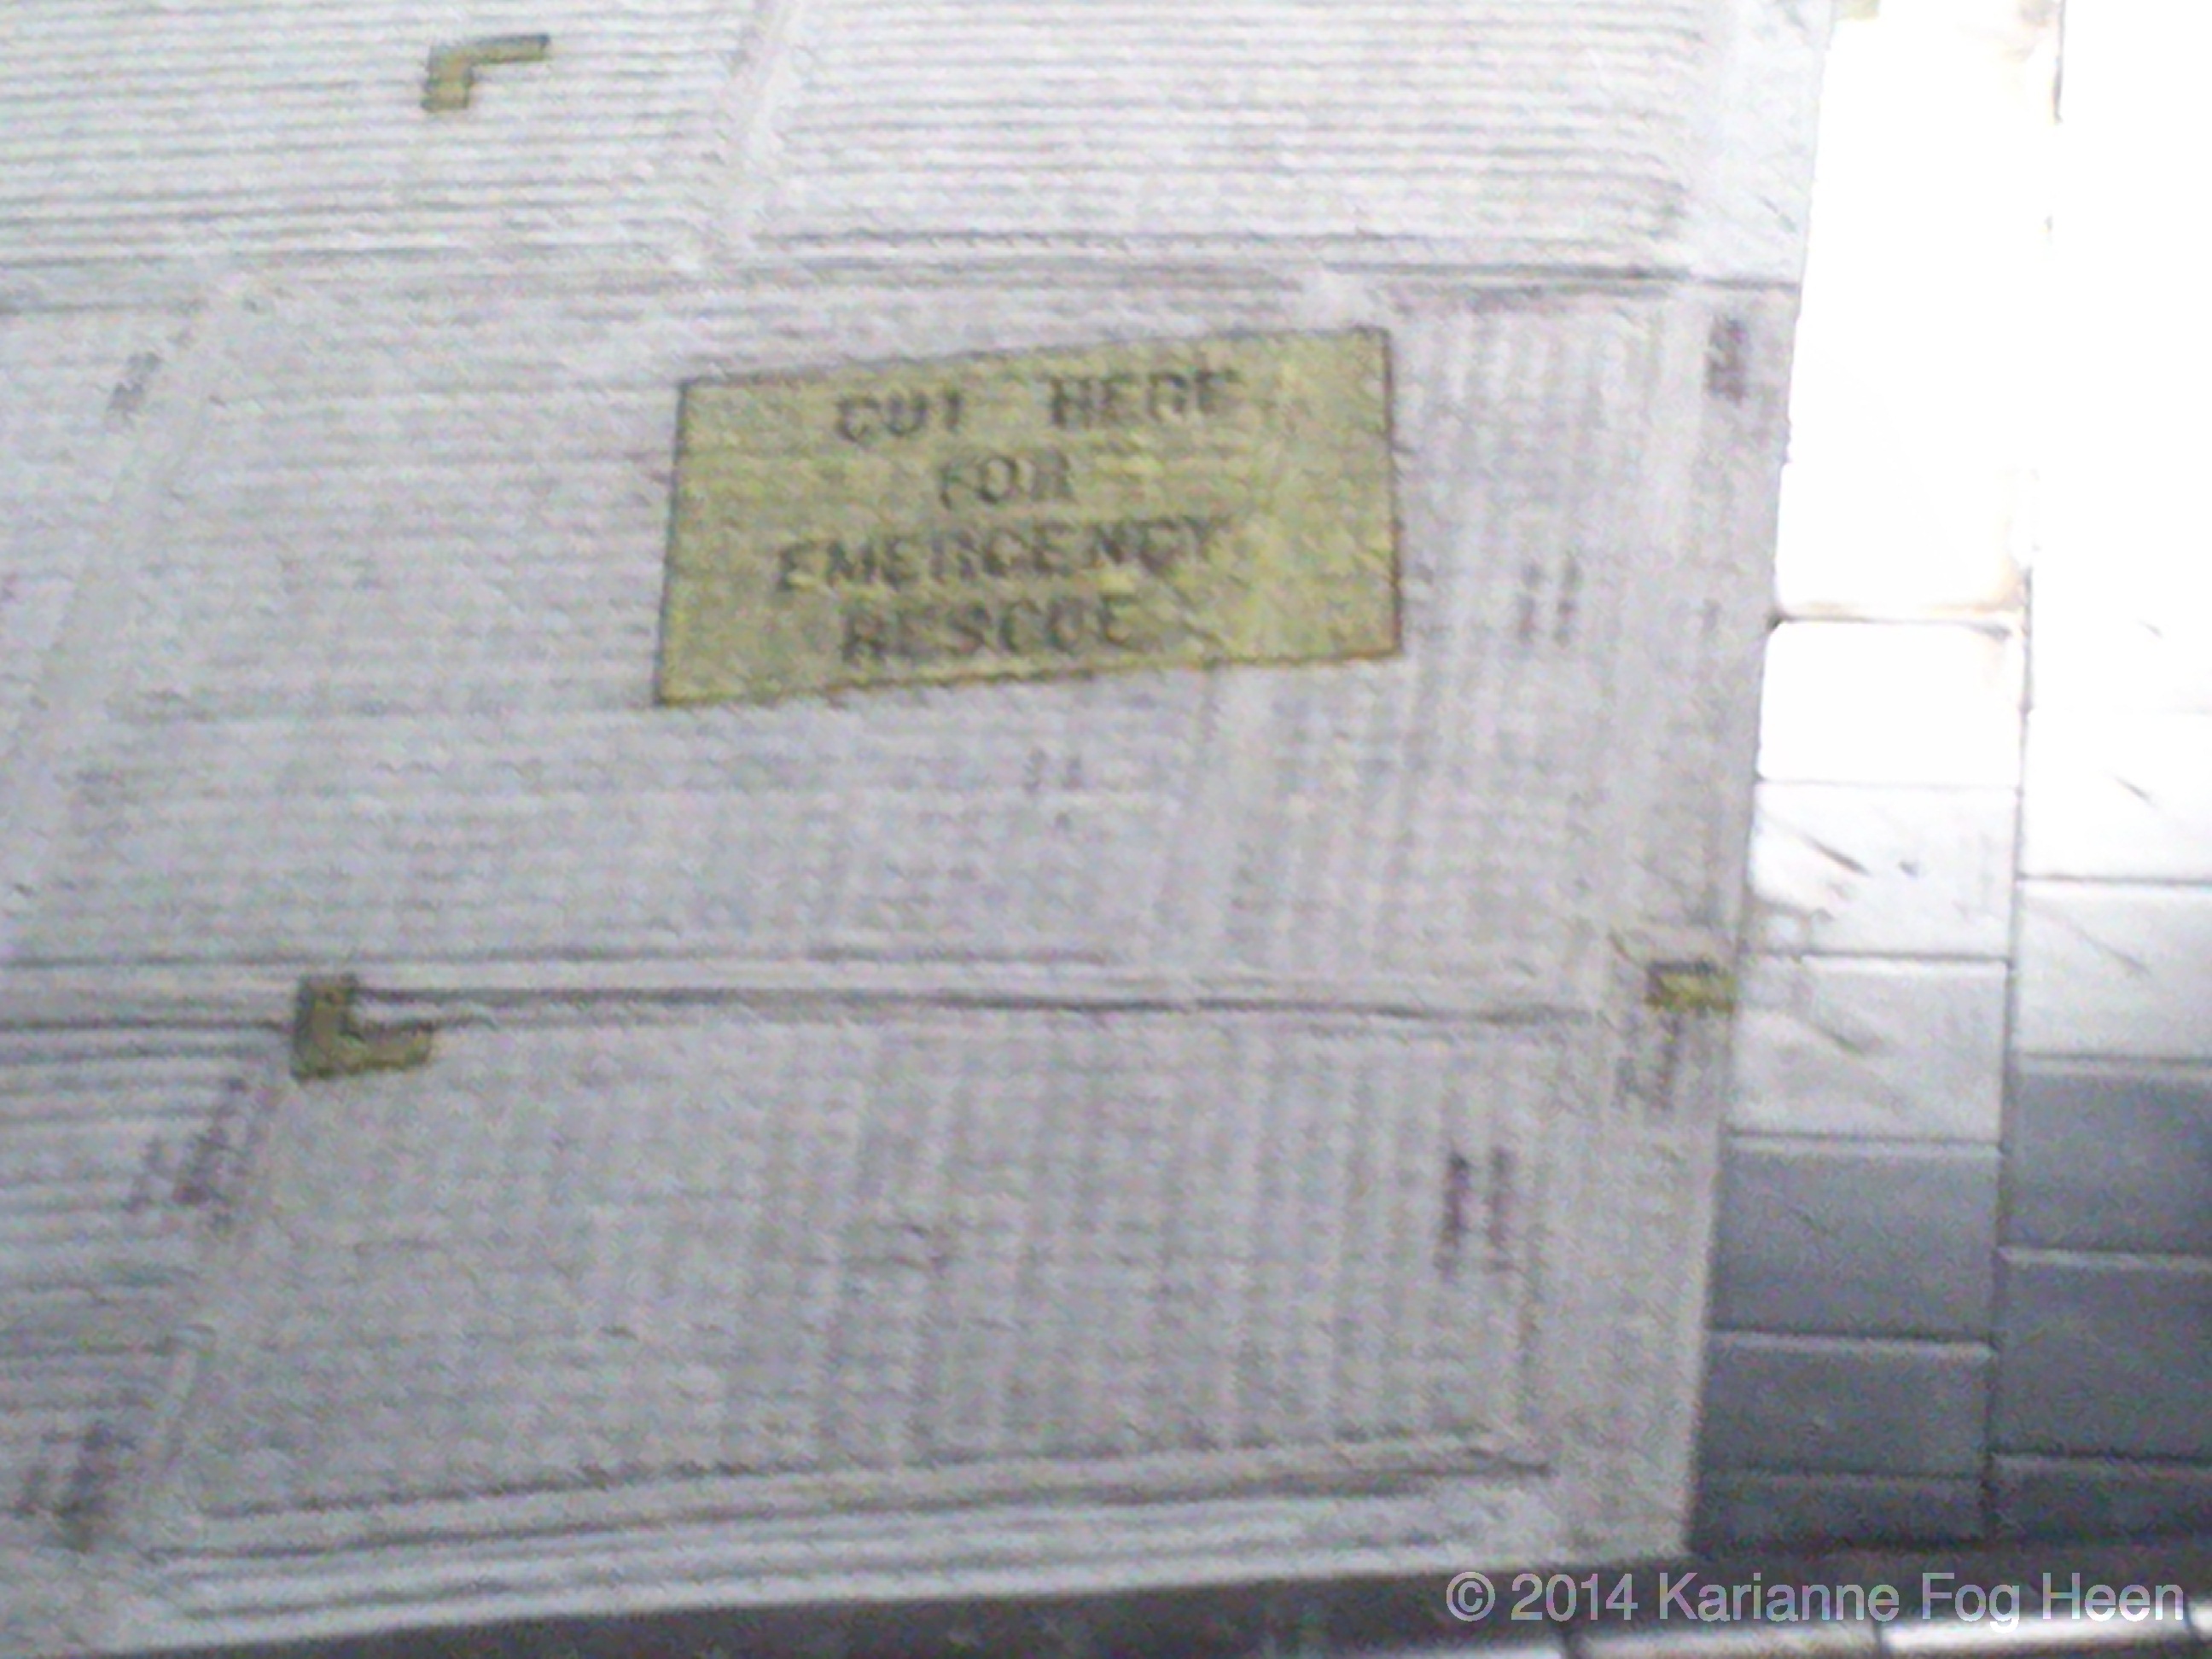 CUT HERE
FOR
EMERGENCY
RESCUE
© 2014 Karianne Fog Heen